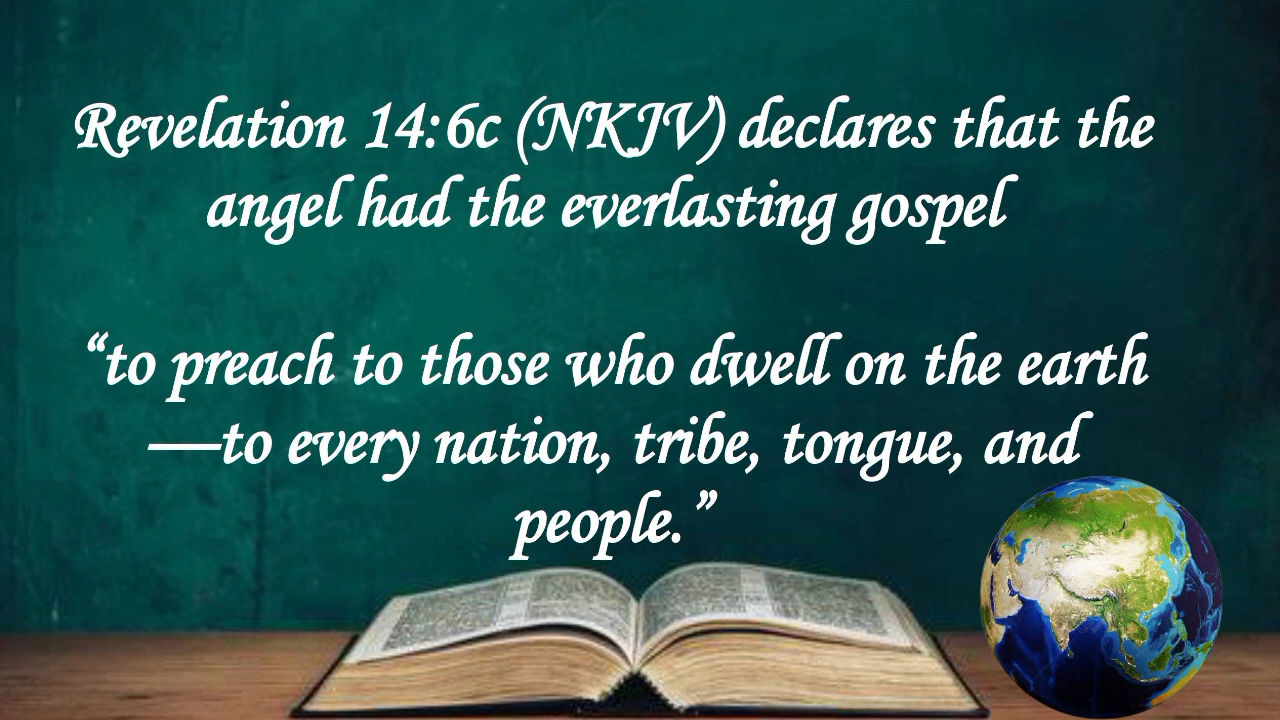 Revelation 14:6c (NKJV) declares that the
angel had the everlasting gospel
“to preach to those who dwell on the earth
—to every nation, tribe, tongue, and
people.”